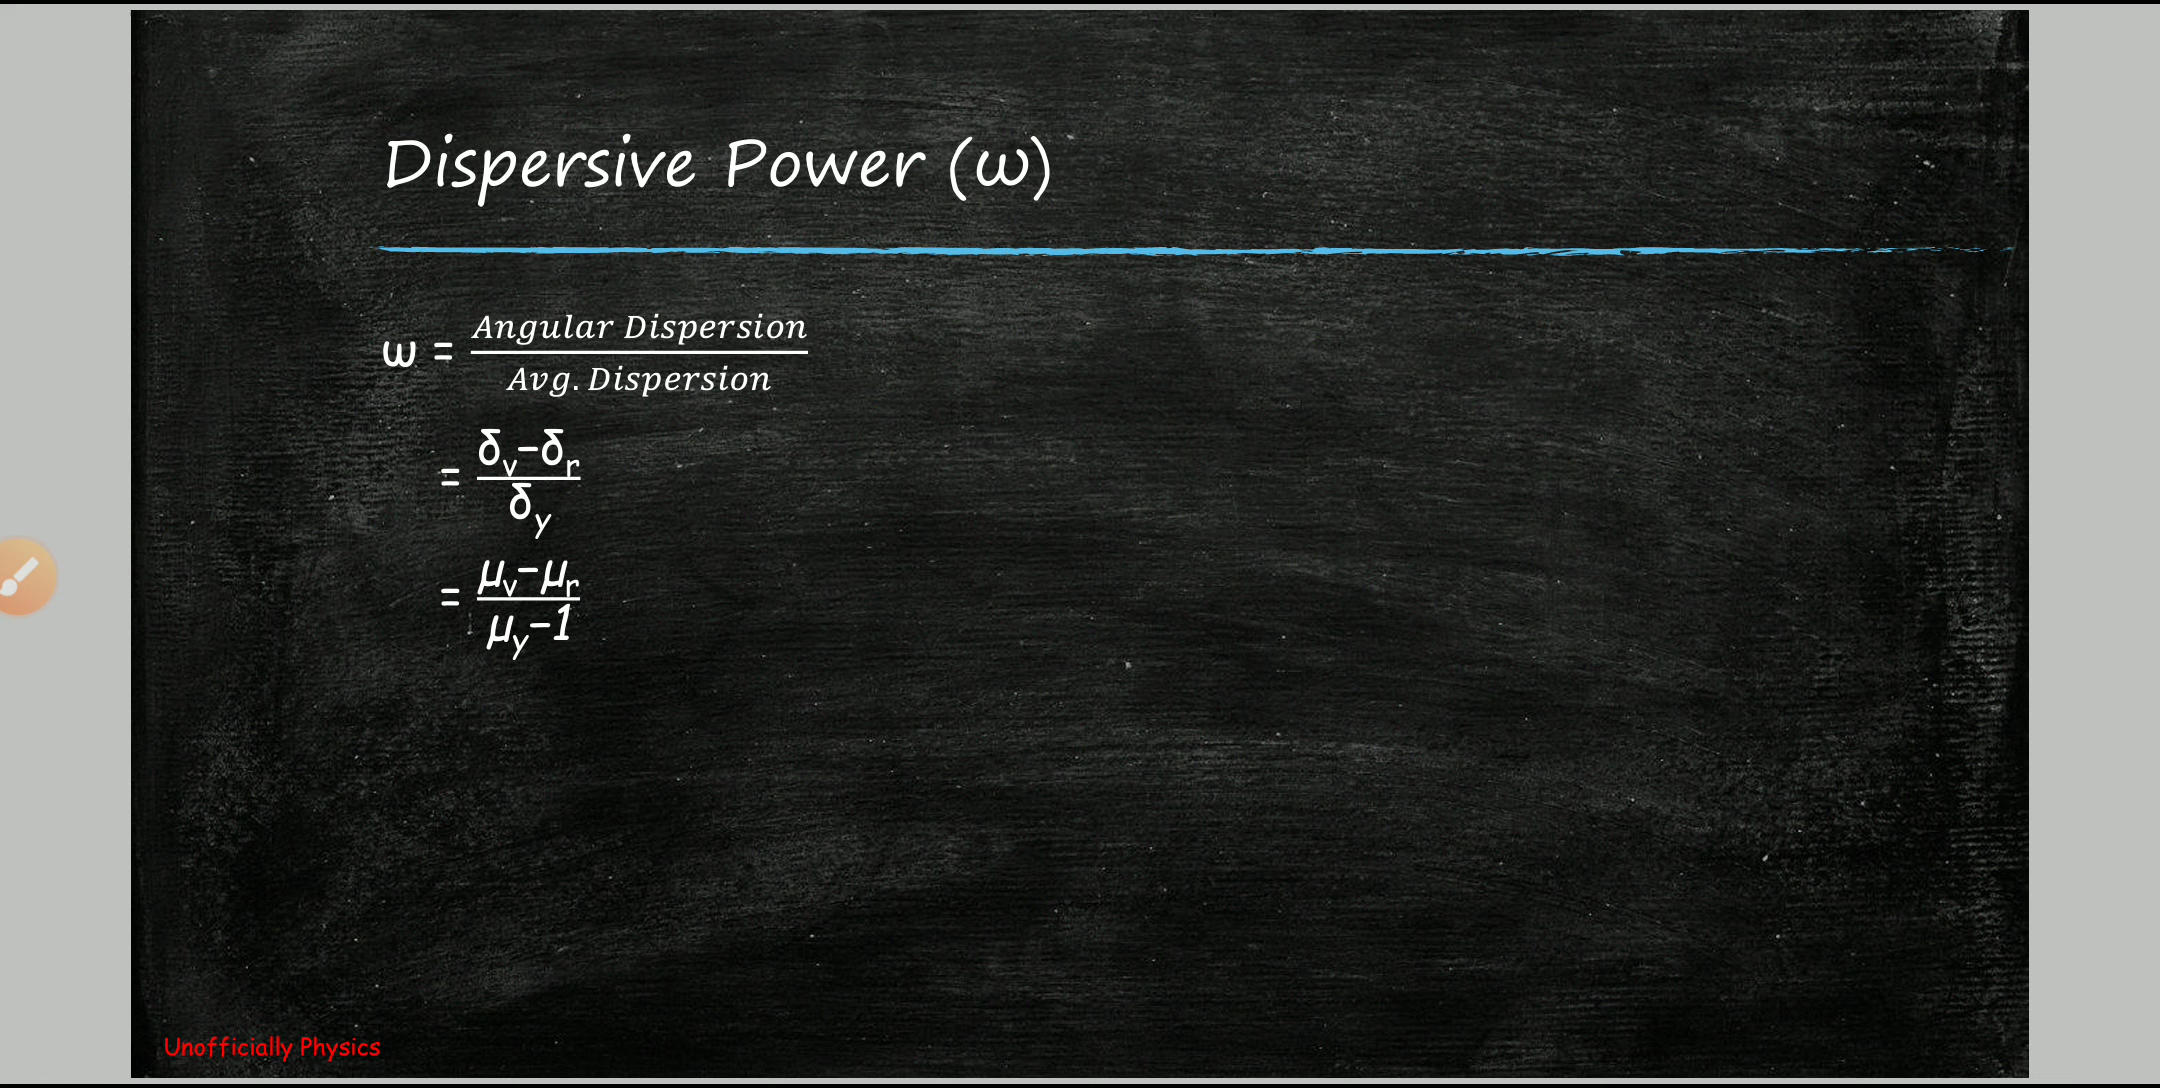 Dispersive Power (ω)
ω = Angular Dispersion / Avg. Dispersion
= δᵥ-δᵣ / δy
= μᵥ-μᵣ / μy-1
Unofficially Physics